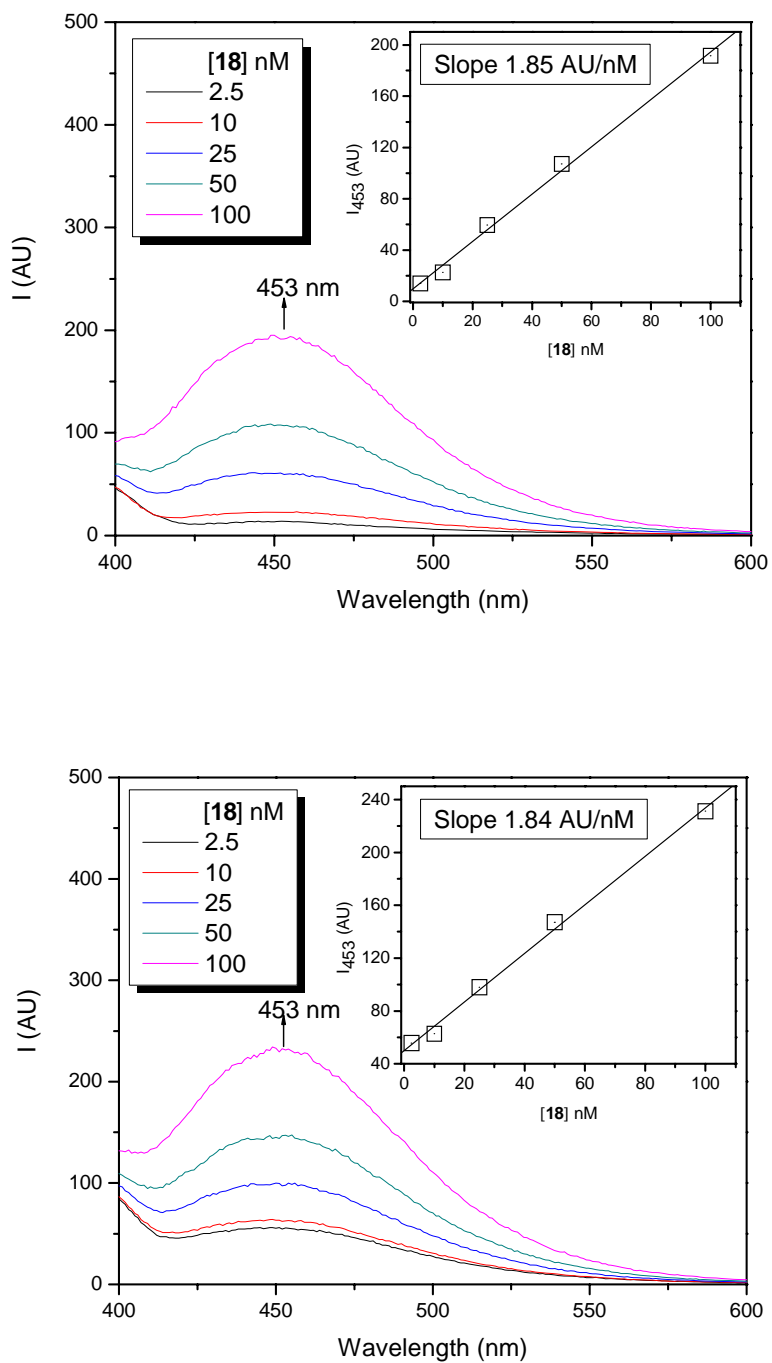 [18] nM
2.5
10
25
50
100
Slope 1.85 AU/nM
I453 (AU)
200
160
120
80
40
0
0 20 40 60 80 100
[18] nM
453 nM
I (AU)
500
400
300
200
100
0
400 450 500 550 600
Wavelength (nm)
[18] nM
2.5
10
25
50
100
Slope 1.84 AU/nM
I453 (AU)
240
200
160
120
80
40
0 20 40 60 80 100
[18] nM
453 nm
I (AU)
500
400
300
200
100
0
400 450 500 550 600
Wavelength (nm)